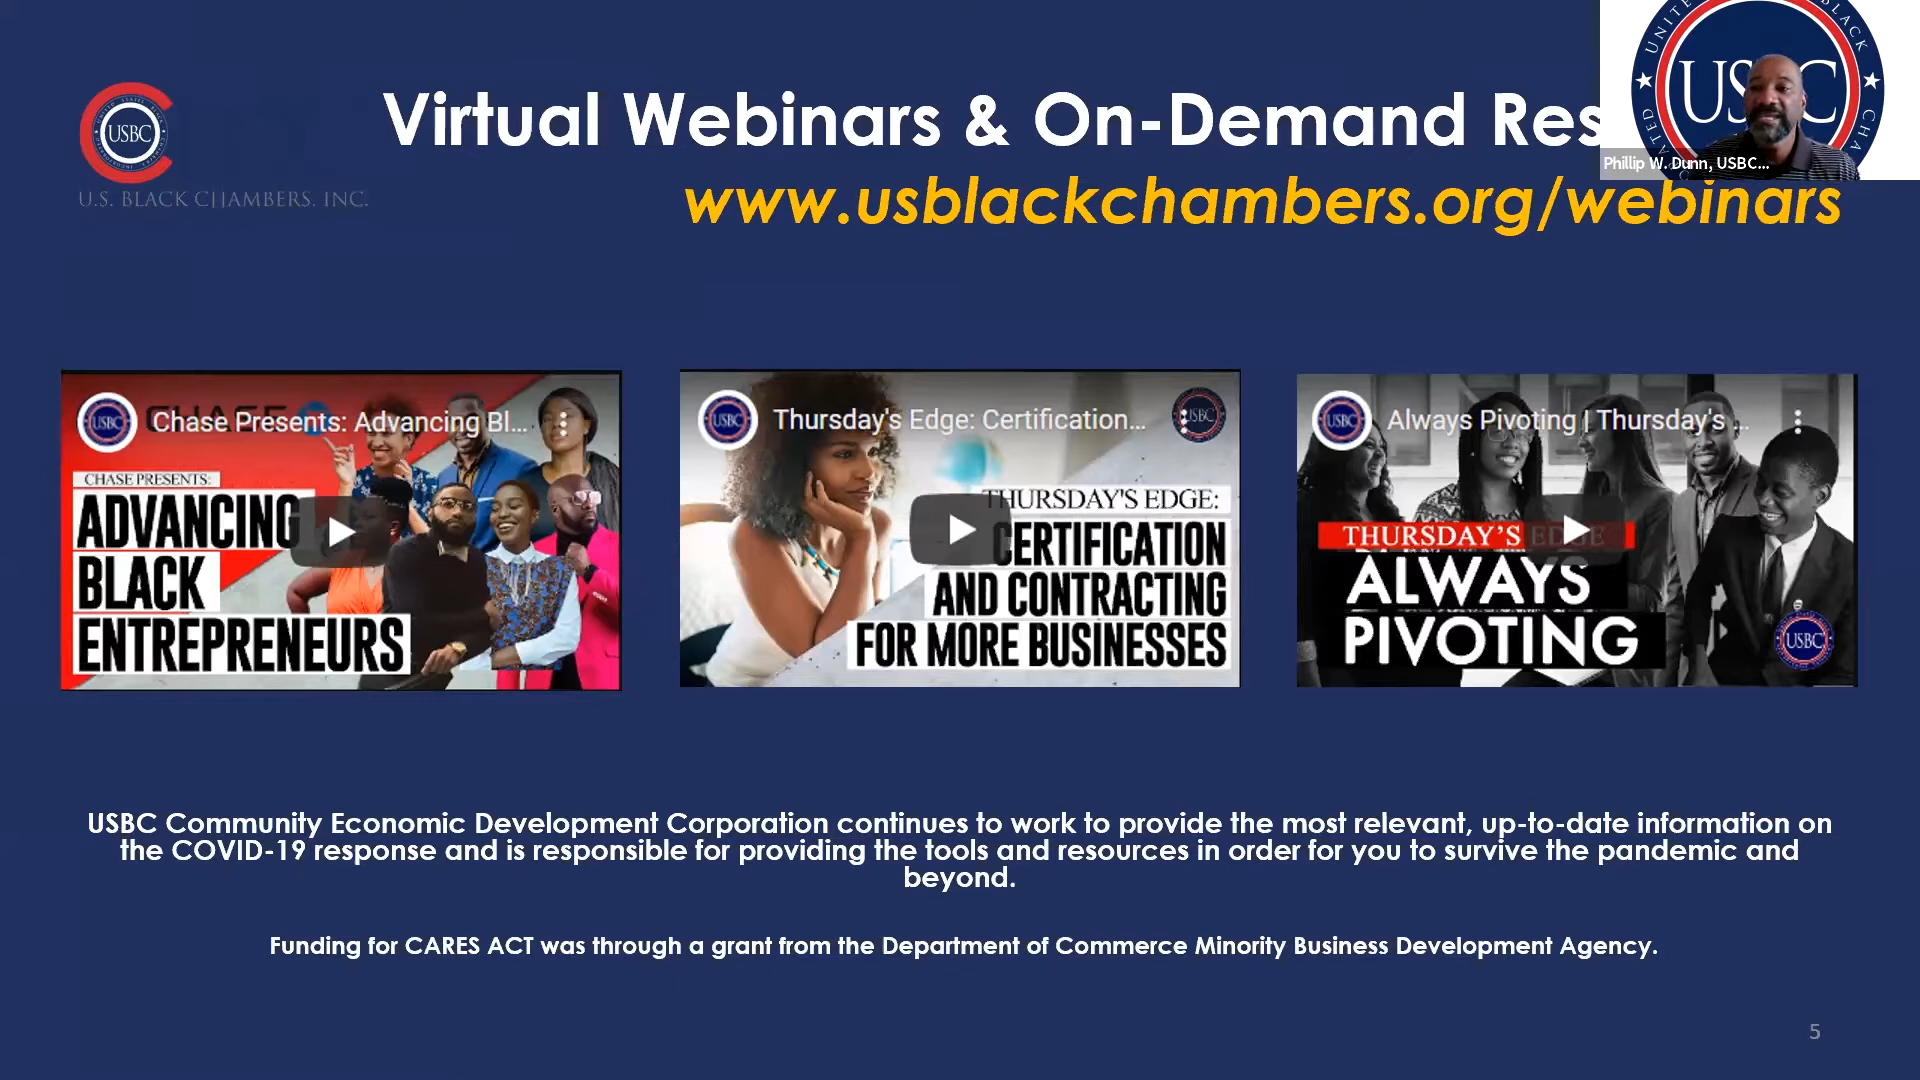 Virtual Webinars & On-Demand Res
USBC
U.S. BLACK CHAMBERS, INC.
UNITE
BLACK
CHA
ATED
Phillip W. Dunn, USBC...
www.usblackchambers.org/webinars
USBC
Chase Presents: Advancing Bl...
CHASE PRESENTS:
ADVANCING
BLACK
ENTREPRENEURS
USBC
Thursday's Edge: Certification...
USBC
THURSDAY'S EDGE:
CERTIFICATION
AND CONTRACTING
FOR MORE BUSINESSES
USBC
Always Pivoting | Thursday's ...
THURSDAY'S EDGE
ALWAYS
PIVOTING
USBC
USBC Community Economic Development Corporation continues to work to provide the most relevant, up-to-date information on
the COVID-19 response and is responsible for providing the tools and resources in order for you to survive the pandemic and
beyond.
Funding for CARES ACT was through a grant from the Department of Commerce Minority Business Development Agency.
5